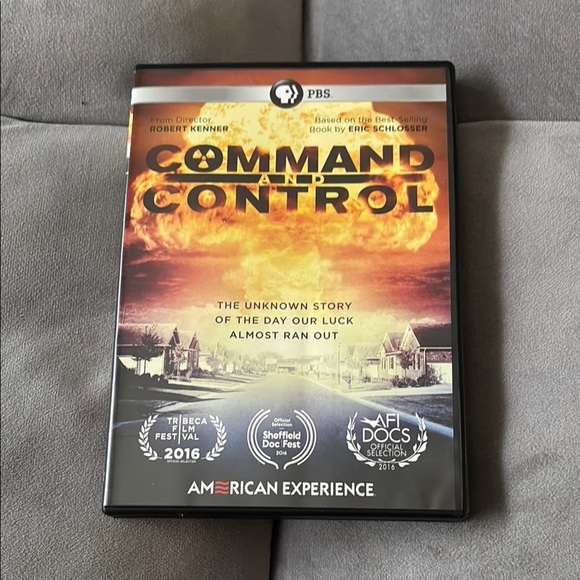 PBS
From Director
ROBERT KENNER
Based on the Best-Selling
Book by ERIC SCHLOSSER
COMMAND
AND
CONTROL
THE UNKNOWN STORY
OF THE DAY OUR LUCK
ALMOST RAN OUT
TRIBECA
FILM
FESTIVAL
2016
OFFICIAL SELECTION
Official
Selection
Sheffield
Doc|Fest
2016
AFI
DOCS
OFFICIAL
SELECTION
2016
AMERICAN EXPERIENCE